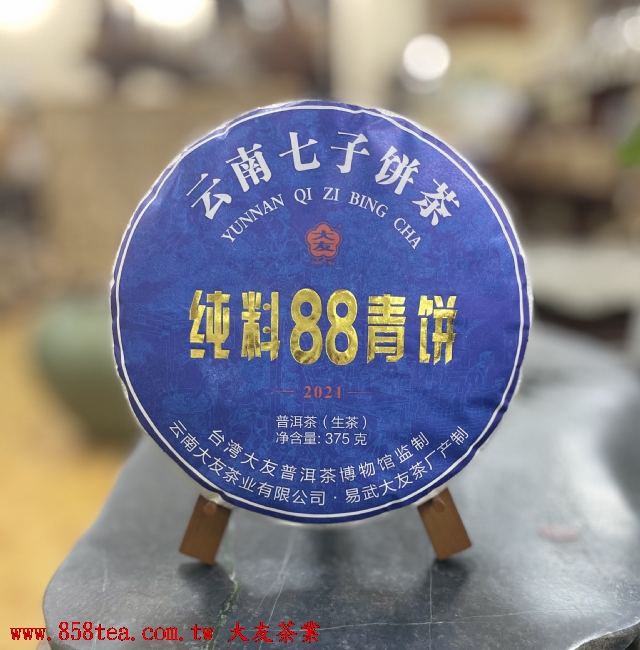 云南七子饼茶
YUNNAN QI ZI BING CHA
大友
纯料88青饼
2021
普洱茶（生茶）
净含量: 375 克
台湾大友普洱茶博物馆监制
云南大友茶业有限公司 · 易武大友茶厂产制
www.858tea.com.tw 大友茶業